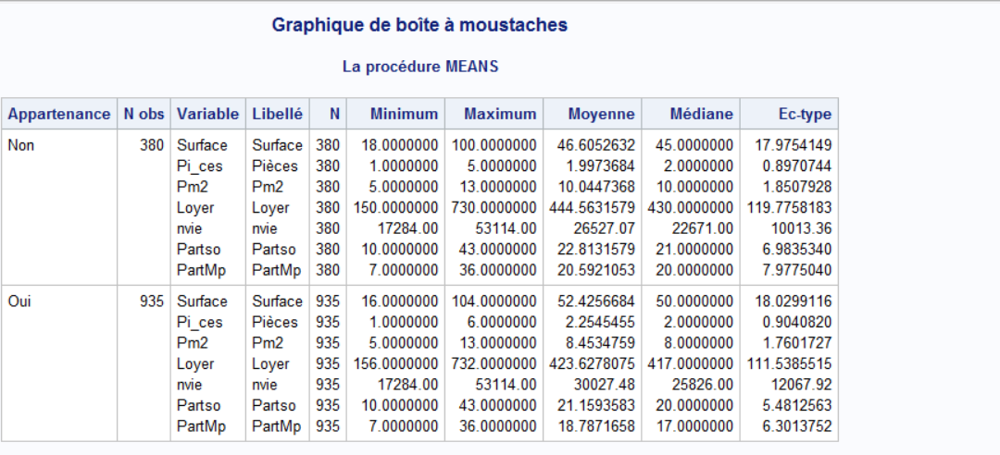 Graphique de boîte à moustaches
La procédure MEANS
Appartenance N obs Variable Libellé N Minimum Maximum Moyenne Médiane Ec-type
Non 380 Surface Surface 380 18.0000000 100.0000000 46.6052632 45.0000000 17.9754149
Pi_ces Pièces 380 1.0000000 5.0000000 1.9973684 2.0000000 0.8970744
Pm2 Pm2 380 5.0000000 13.0000000 10.0447368 10.0000000 1.8507928
Loyer Loyer 380 150.0000000 730.0000000 444.5631579 430.0000000 119.7758183
nvie nvie 380 17284.00 53114.00 26527.07 22671.00 10013.36
Partso Partso 380 10.0000000 43.0000000 22.8131579 21.0000000 6.9835340
PartMp PartMp 380 7.0000000 36.0000000 20.5921053 20.0000000 7.9775040
Oui 935 Surface Surface 935 16.0000000 104.0000000 52.4256684 50.0000000 18.0299116
Pi_ces Pièces 935 1.0000000 6.0000000 2.2545455 2.0000000 0.9040820
Pm2 Pm2 935 5.0000000 13.0000000 8.4534759 8.0000000 1.7601727
Loyer Loyer 935 156.0000000 732.0000000 423.6278075 417.0000000 111.5385515
nvie nvie 935 17284.00 53114.00 30027.48 25826.00 12067.92
Partso Partso 935 10.0000000 43.0000000 21.1593583 20.0000000 5.4812563
PartMp PartMp 935 7.0000000 36.0000000 18.7871658 17.0000000 6.3013752